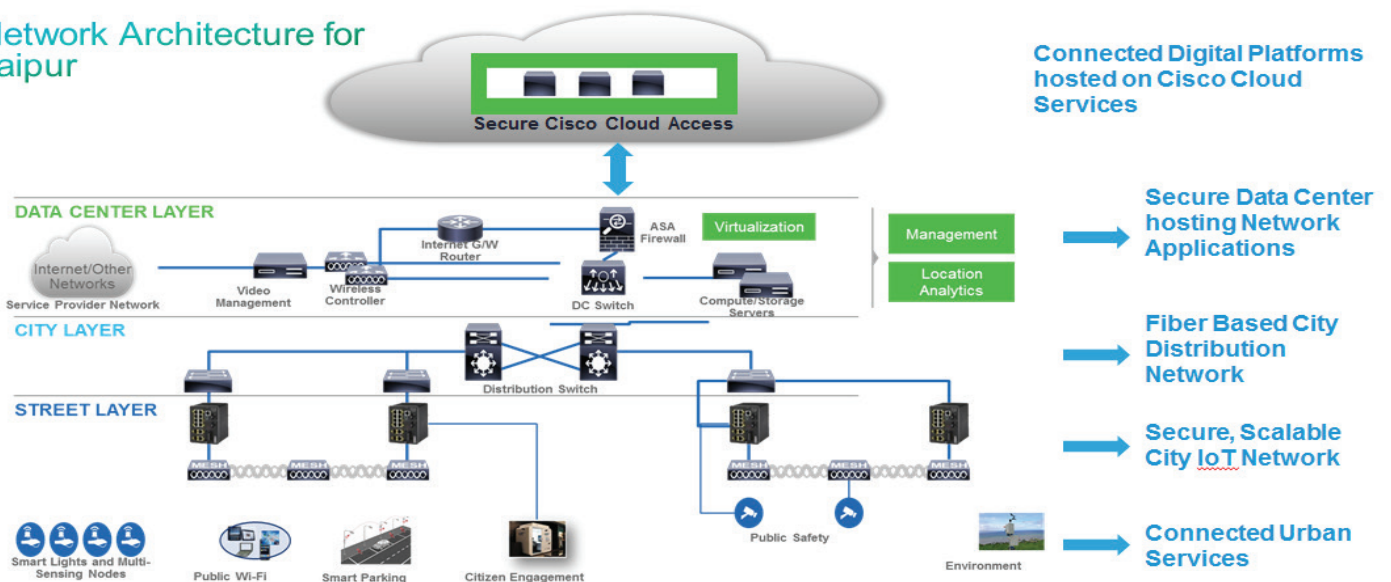 etwork Architecture for
aipur
Secure Cisco Cloud Access
Connected Digital Platforms
hosted on Cisco Cloud
Services
DATA CENTER LAYER
Internet/Other
Networks
Service Provider Network
Video
Management
Wireless
Controller
Internet G/W
Router
ASA
Firewall
DC Switch
Virtualization
Compute/Storage
Servers
Management
Location
Analytics
Secure Data Center
hosting Network
Applications
CITY LAYER
Distribution Switch
Fiber Based City
Distribution
Network
STREET LAYER
MESH
MESH
MESH
MESH
MESH
MESH
Secure, Scalable
City IoT Network
Smart Lights and Multi-
Sensing Nodes
Public Wi-Fi
Smart Parking
Citizen Engagement
Public Safety
Environment
Connected Urban
Services